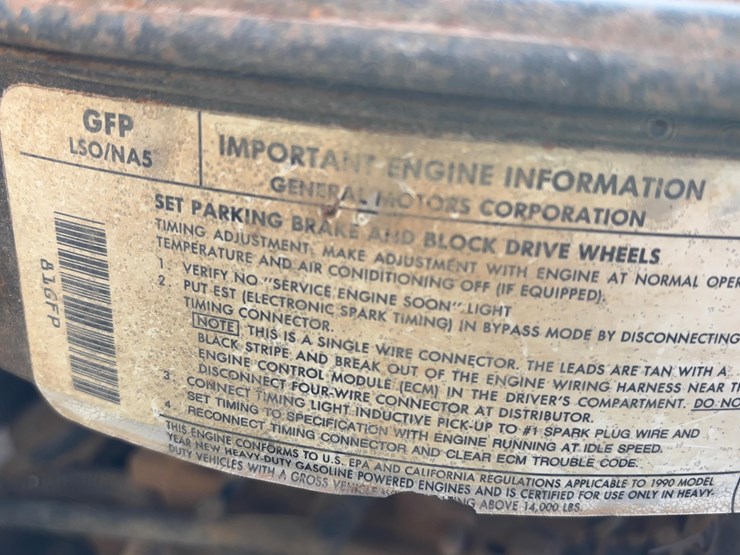 GFP
LSO/NA5
IMPORTANT ENGINE INFORMATION
GENERAL MOTORS CORPORATION
SET PARKING BRAKE AND BLOCK DRIVE WHEELS
TIMING ADJUSTMENT: MAKE ADJUSTMENT WITH ENGINE AT NORMAL OPER
TEMPERATURE AND AIR CONDITIONING OFF (IF EQUIPPED).
1. VERIFY NO "SERVICE ENGINE SOON" LIGHT
2. PUT EST (ELECTRONIC SPARK TIMING) IN BYPASS MODE BY DISCONNECTING
TIMING CONNECTOR.
NOTE THIS IS A SINGLE WIRE CONNECTOR. THE LEADS ARE TAN WITH A
BLACK STRIPE AND BREAK OUT OF THE ENGINE WIRING HARNESS NEAR TH
ENGINE CONTROL MODULE (ECM) IN THE DRIVER'S COMPARTMENT. DO NO
DISCONNECT FOUR-WIRE CONNECTOR AT DISTRIBUTOR.
3 CONNECT TIMING LIGHT INDUCTIVE PICK-UP TO #1 SPARK PLUG WIRE AND
SET TIMING TO SPECIFICATION WITH ENGINE RUNNING AT IDLE SPEED.
4 RECONNECT TIMING CONNECTOR AND CLEAR ECM TROUBLE CODE.
THIS ENGINE CONFORMS TO U.S. EPA AND CALIFORNIA REGULATIONS APPLICABLE TO 1990 MODEL
YEAR NEW HEAVY-DUTY GASOLINE POWERED ENGINES AND IS CERTIFIED FOR USE ONLY IN HEAVY-
DUTY VEHICLES WITH A GROSS VEHICLE ING ABOVE 14,000 LBS.
816FP